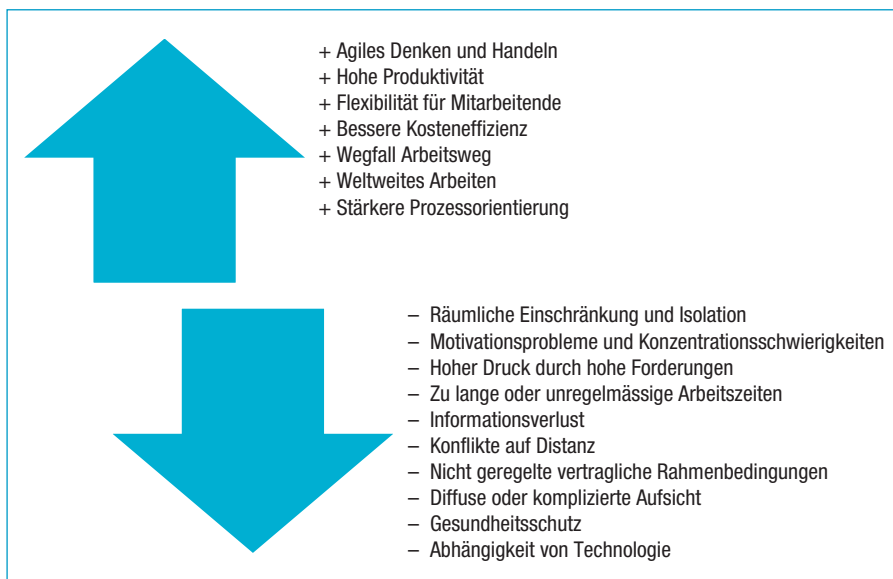 + Agiles Denken und Handeln
+ Hohe Produktivität
+ Flexibilität für Mitarbeitende
+ Bessere Kosteneffizienz
+ Wegfall Arbeitsweg
+ Weltweites Arbeiten
+ Stärkere Prozessorientierung
– Räumliche Einschränkung und Isolation
– Motivationsprobleme und Konzentrationsschwierigkeiten
– Hoher Druck durch hohe Forderungen
– Zu lange oder unregelmässige Arbeitszeiten
– Informationsverlust
– Konflikte auf Distanz
– Nicht geregelte vertragliche Rahmenbedingungen
– Diffuse oder komplizierte Aufsicht
– Gesundheitsschutz
– Abhängigkeit von Technologie